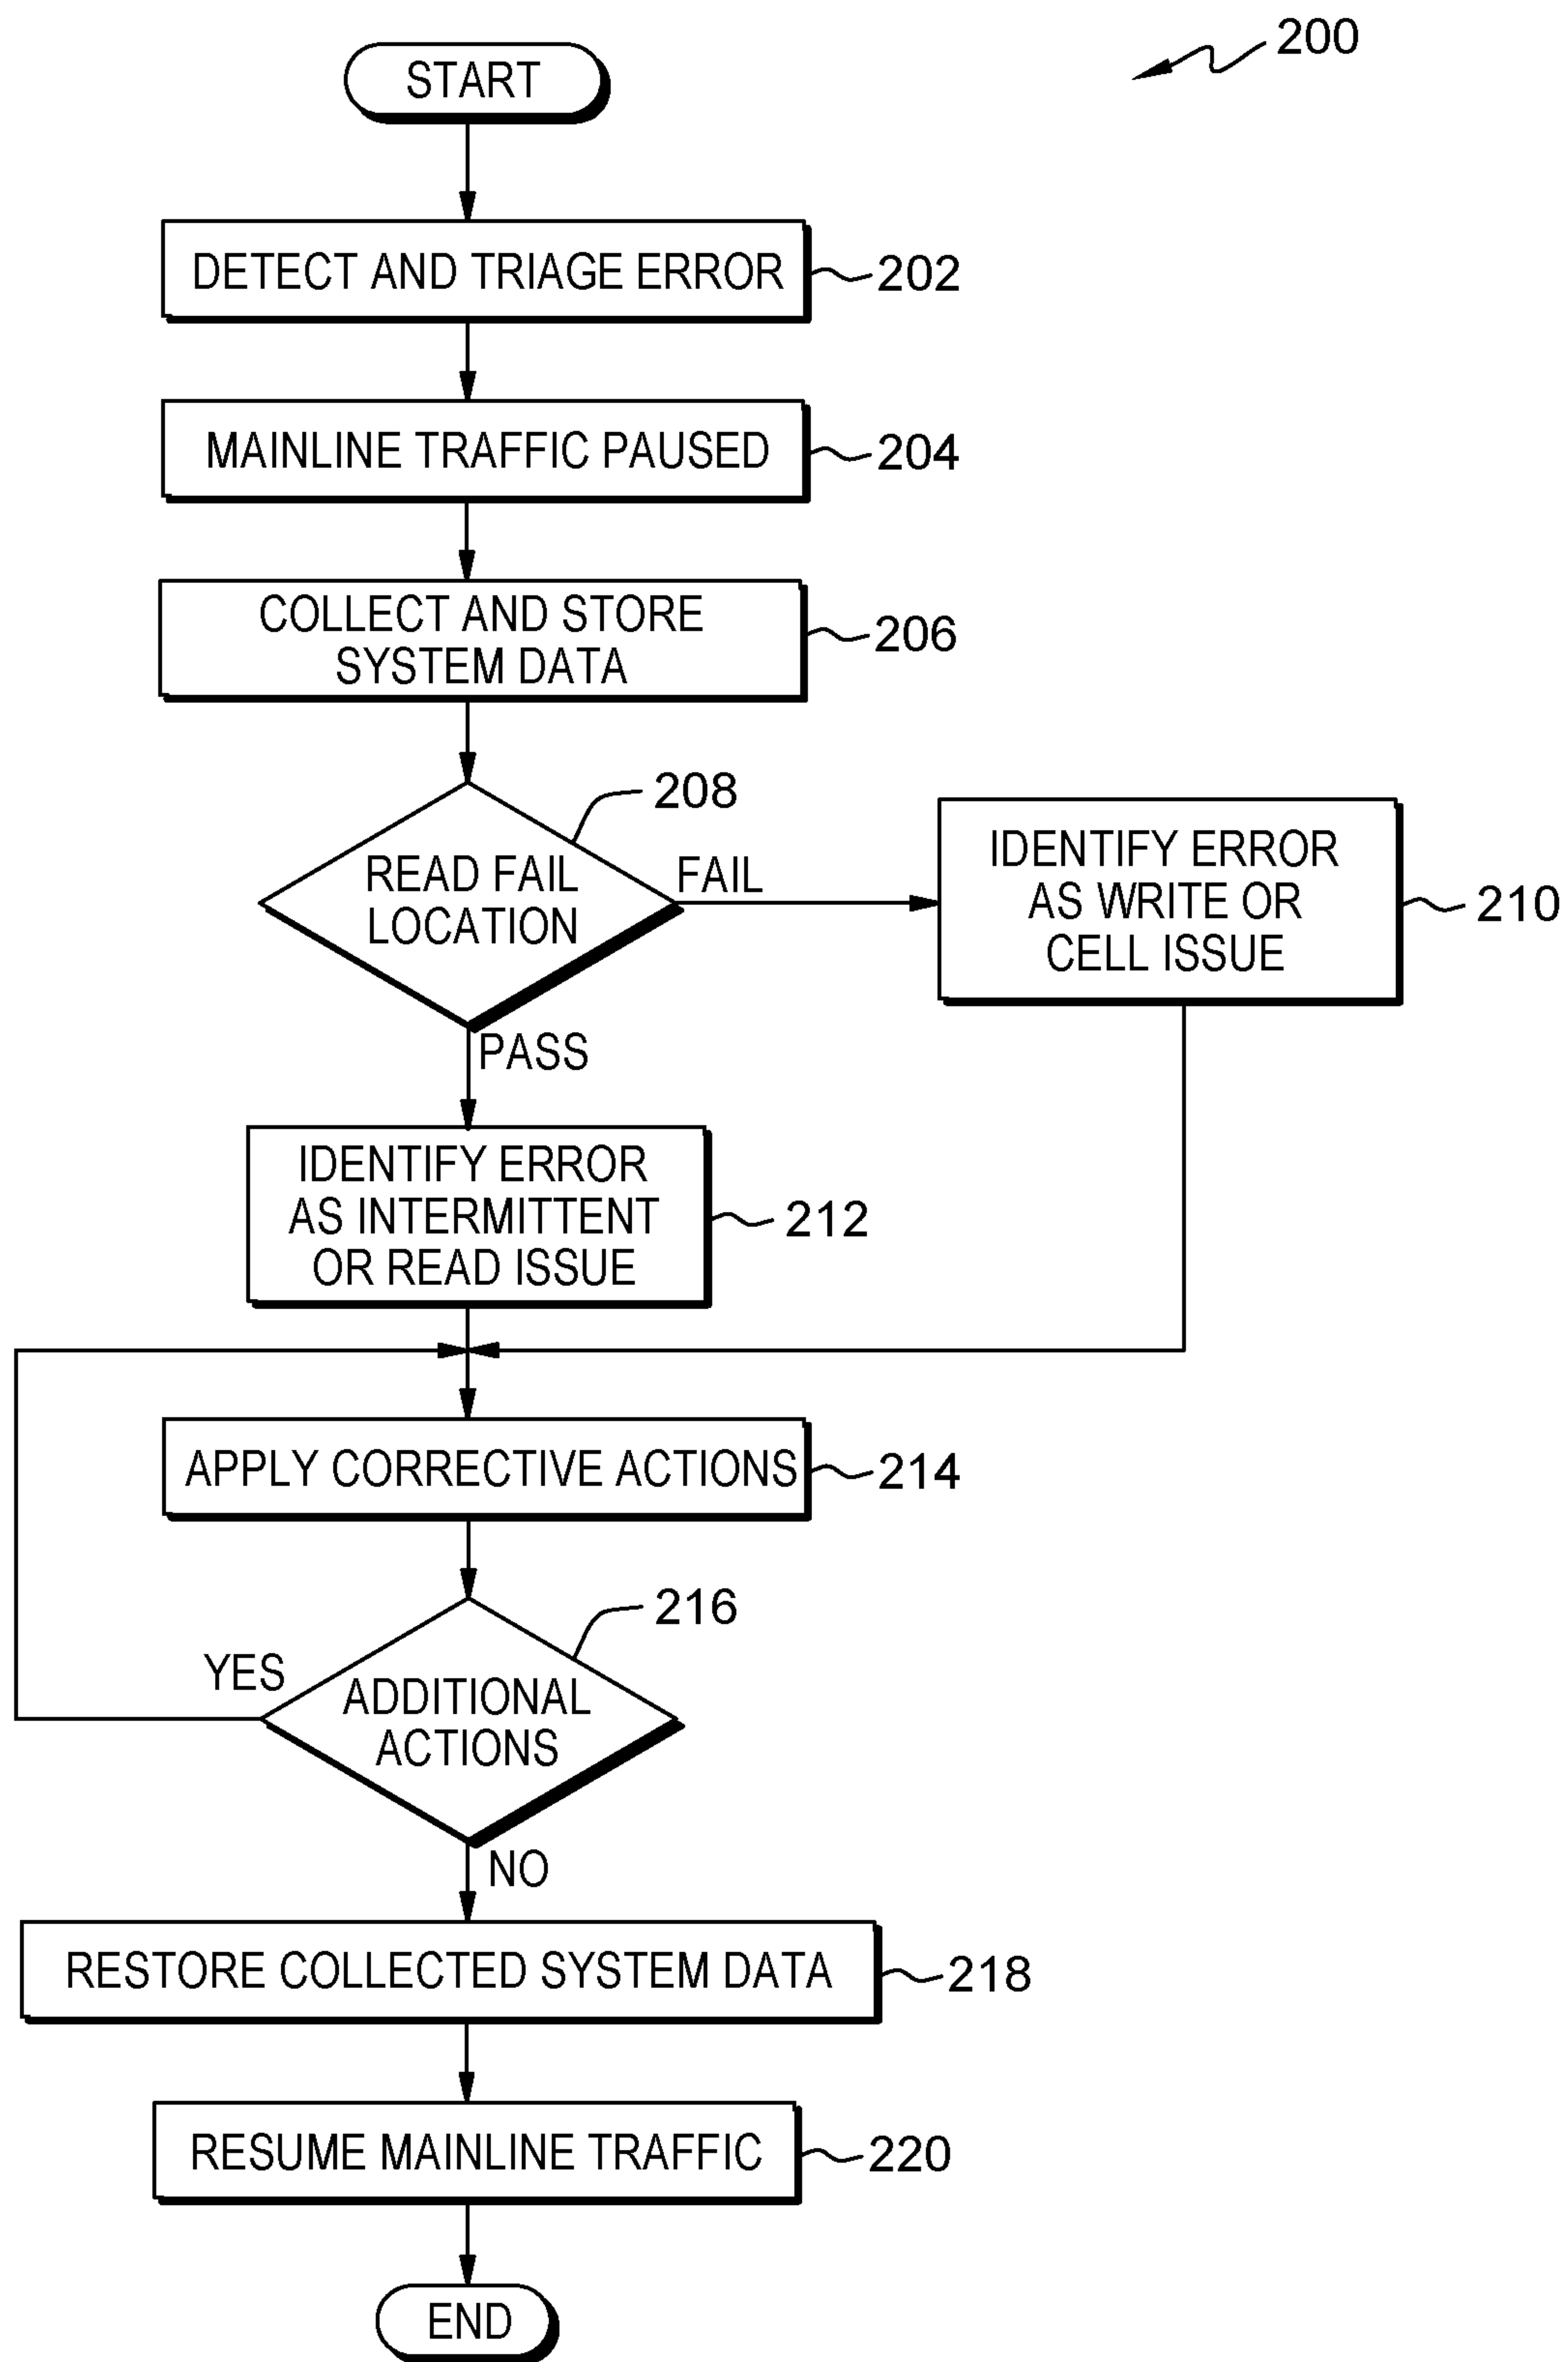 200
START
DETECT AND TRIAGE ERROR
202
MAINLINE TRAFFIC PAUSED
204
COLLECT AND STORE
SYSTEM DATA
206
208
READ FAIL
LOCATION
FAIL
IDENTIFY ERROR
AS WRITE OR
CELL ISSUE
210
PASS
IDENTIFY ERROR
AS INTERMITTENT
OR READ ISSUE
212
APPLY CORRECTIVE ACTIONS
214
216
YES
ADDITIONAL
ACTIONS
NO
RESTORE COLLECTED SYSTEM DATA
218
RESUME MAINLINE TRAFFIC
220
END